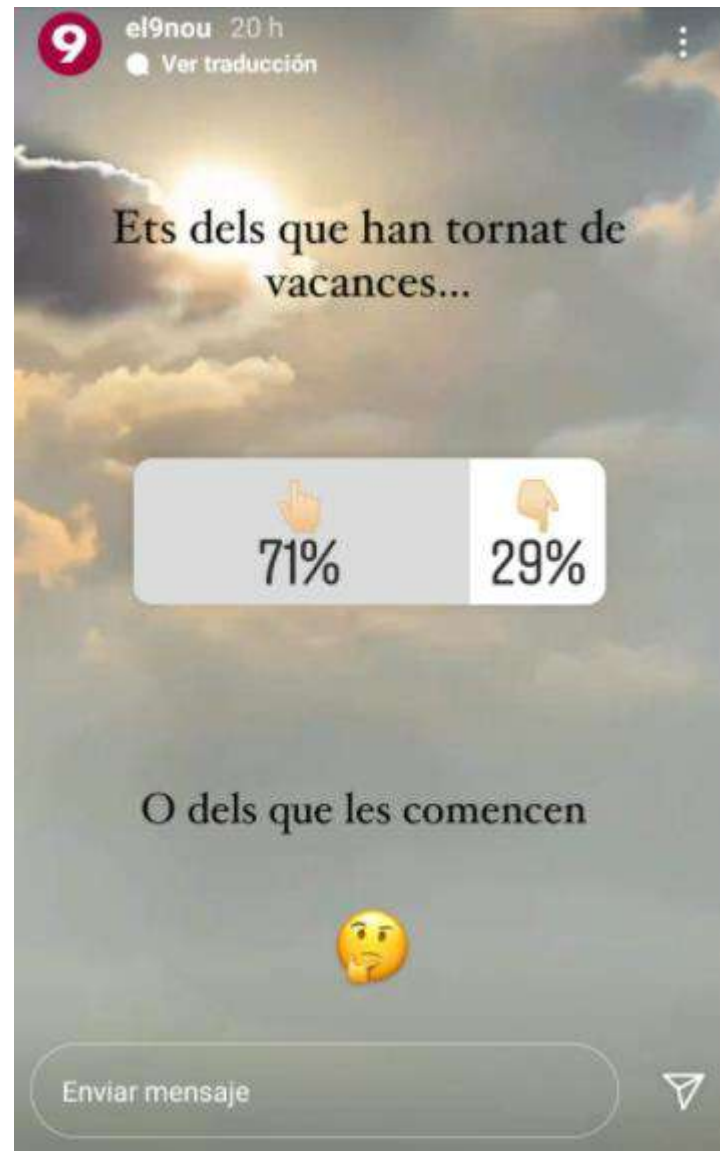 9 el9nou 20 h
Ver traducción
Ets dels que han tornat de
vacances...
👆🏻 👇🏻
71% 29%
O dels que les comencen
🤔
Enviar mensaje